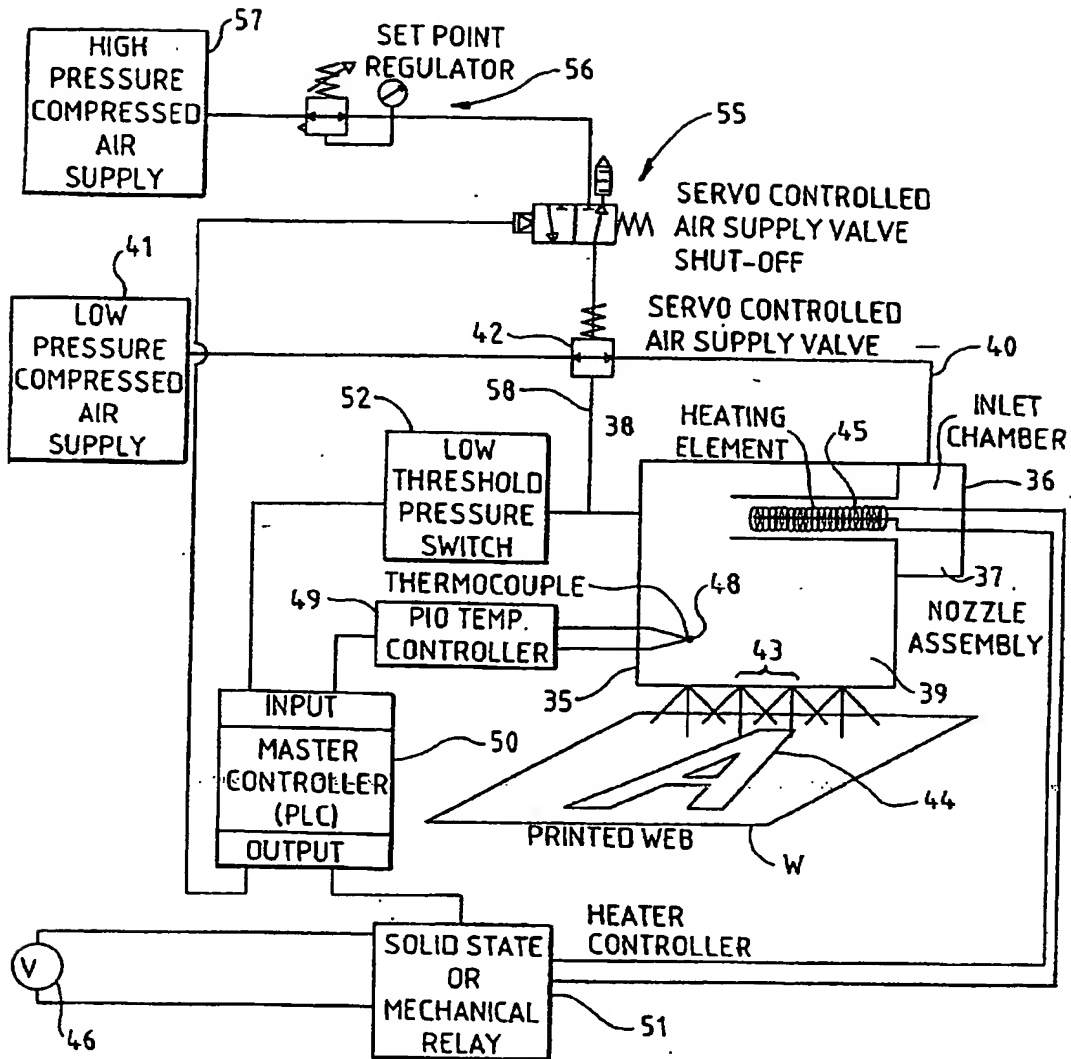 57
HIGH
PRESSURE
COMPRESSED
AIR
SUPPLY
SET POINT
REGULATOR
56
55
SERVO CONTROLLED
AIR SUPPLY VALVE
SHUT-OFF
41
LOW
PRESSURE
COMPRESSED
AIR
SUPPLY
42
SERVO CONTROLLED
AIR SUPPLY VALVE
40
58
52
LOW
THRESHOLD
PRESSURE
SWITCH
38
HEATING
ELEMENT
45
INLET
CHAMBER
36
37
NOZZLE
ASSEMBLY
THERMOCOUPLE
48
49
PIO TEMP.
CONTROLLER
43
35
39
INPUT
MASTER
CONTROLLER
(PLC)
OUTPUT
50
A
44
PRINTED WEB
W
HEATER
CONTROLLER
SOLID STATE
OR
MECHANICAL
RELAY
51
V
46